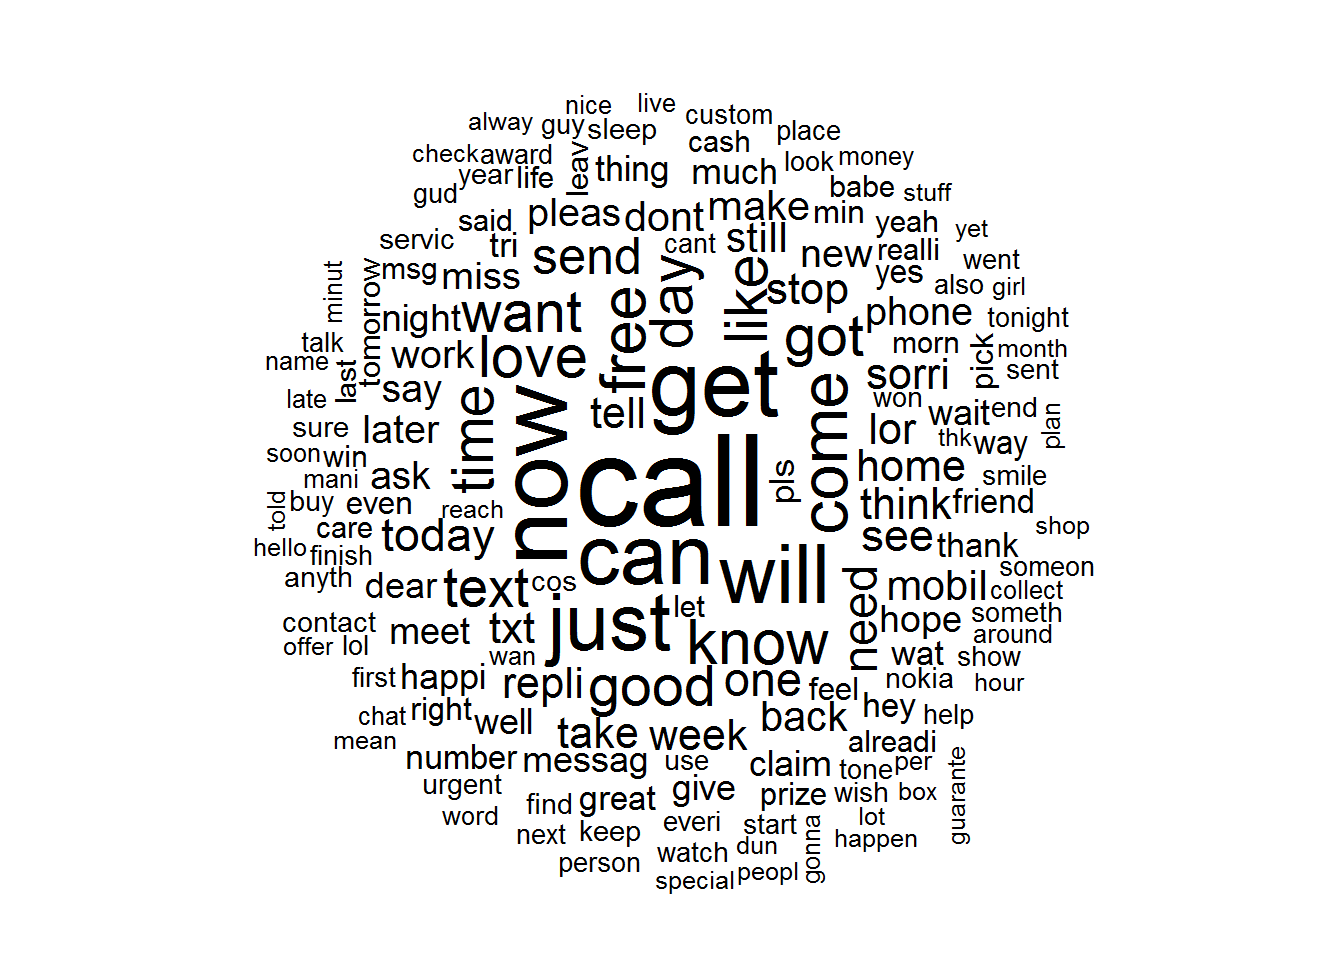 nice live
alway guy sleep custom
cash place
check award leav thing much look money
year life babe stuff
gud
said pleas dont make min yeah yet
servic tri send cant still new realli went
msg miss day like stop yes also girl
minut tomorrow night want free got phone tonight
talk work love morn pick month
name last say get sorri sent
late time now tell come won wait end plan
sure later lor thk way
soon win call pls home smile
mani ask think friend
told buy even reach
care today see thank shop
hello finish can someon
anyth dear text cos will need mobil collect
contact meet txt just let know hope someth
offer lol around
wan wat show
first happi repli good one feel nokia hour
chat right well back hey help
mean take week alreadi
number messag use claim tone per guarante
urgent give prize wish box
word find great lot
next keep everi start gonna happen
person watch dun
special peopl